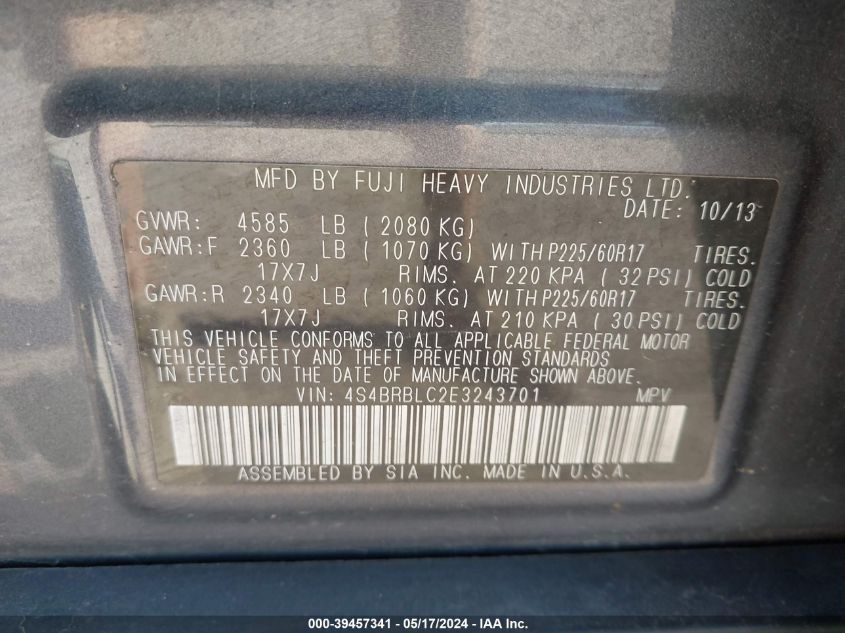 MFD BY FUJI HEAVY INDUSTRIES LTD.
DATE: 10/13
GVWR: 4585 LB ( 2080 KG)
GAWR:F 2360 LB ( 1070 KG) WITH P225/60R17 TIRES.
17X7J RIMS. AT 220 KPA ( 32 PSI) COLD
GAWR:R 2340 LB ( 1060 KG) WITH P225/60R17 TIRES.
17X7J RIMS. AT 210 KPA ( 30 PSI) COLD
THIS VEHICLE CONFORMS TO ALL APPLICABLE FEDERAL MOTOR
VEHICLE SAFETY AND THEFT PREVENTION STANDARDS
IN EFFECT ON THE DATE OF MANUFACTURE SHOWN ABOVE.
VIN: 4S4BRBLC2E3243701 MPV
ASSEMBLED BY SIA INC. MADE IN U.S.A.
000-39457341 - 05/17/2024 - IAA Inc.